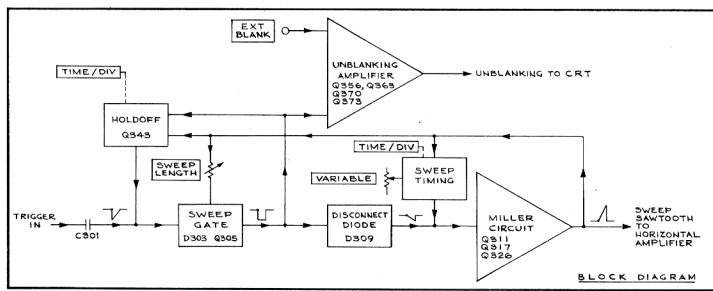 EXT
BLANK
TIME/DIV
UNBLANKING
AMPLIFIER
Q356, Q363
Q370
Q373
UNBLANKING TO CRT
HOLDOFF
Q343
TIME/DIV
SWEEP
LENGTH
VARIABLE
SWEEP
TIMING
TRIGGER
IN
C301
SWEEP
GATE
D303 Q305
DISCONNECT
DIODE
D309
MILLER
CIRCUIT
Q311
Q317
Q326
SWEEP
SAWTOOTH
TO
HORIZONTAL
AMPLIFIER
BLOCK DIAGRAM